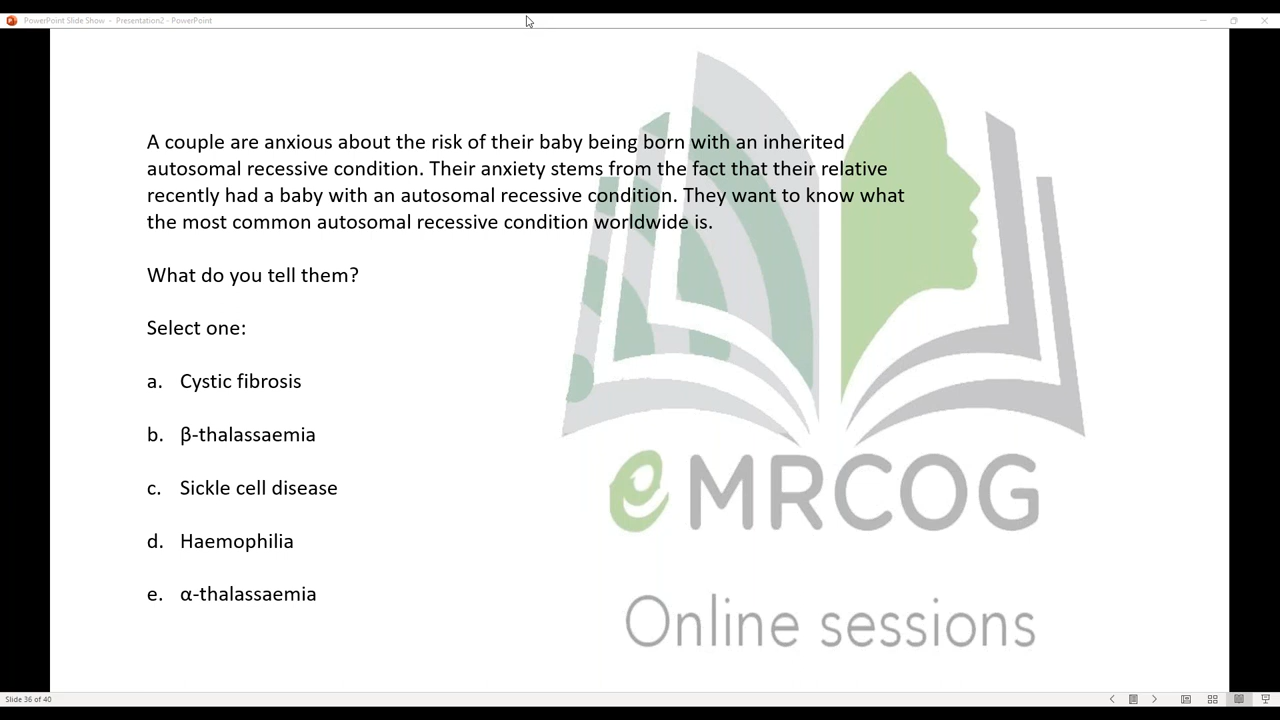 PowerPoint Slide Show - Presentation2 - PowerPoint
A couple are anxious about the risk of their baby being born with an inherited
autosomal recessive condition. Their anxiety stems from the fact that their relative
recently had a baby with an autosomal recessive condition. They want to know what
the most common autosomal recessive condition worldwide is.
What do you tell them?
Select one:
a. Cystic fibrosis
b. β-thalassaemia
c. Sickle cell disease
d. Haemophilia
e. α-thalassaemia
eMRCOG
Online sessions
Slide 36 of 40